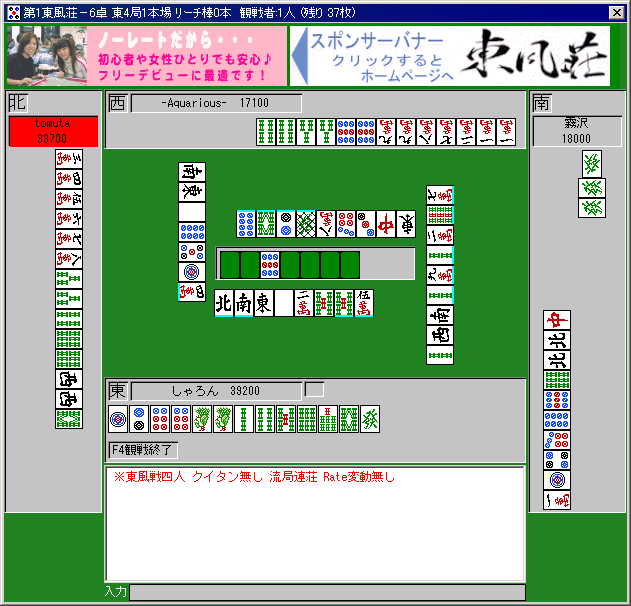 第1東風荘－6卓 東4局1本場 リーチ棒0本 観戦者:1人 (残り 37枚)
ノーレートだから・・・
初心者や女性ひとりでも安心♪
フリーデビューに最適です！
スポンサーバナー
クリックすると
ホームページへ
東風荘
北
tomuta
33700
西
-Aquarious- 17100
南
霧沢
18000
東
しゃろん 39200
F4観戦終了
※東風戦四人 クイタン無し 流局連荘 Rate変動無し
入力